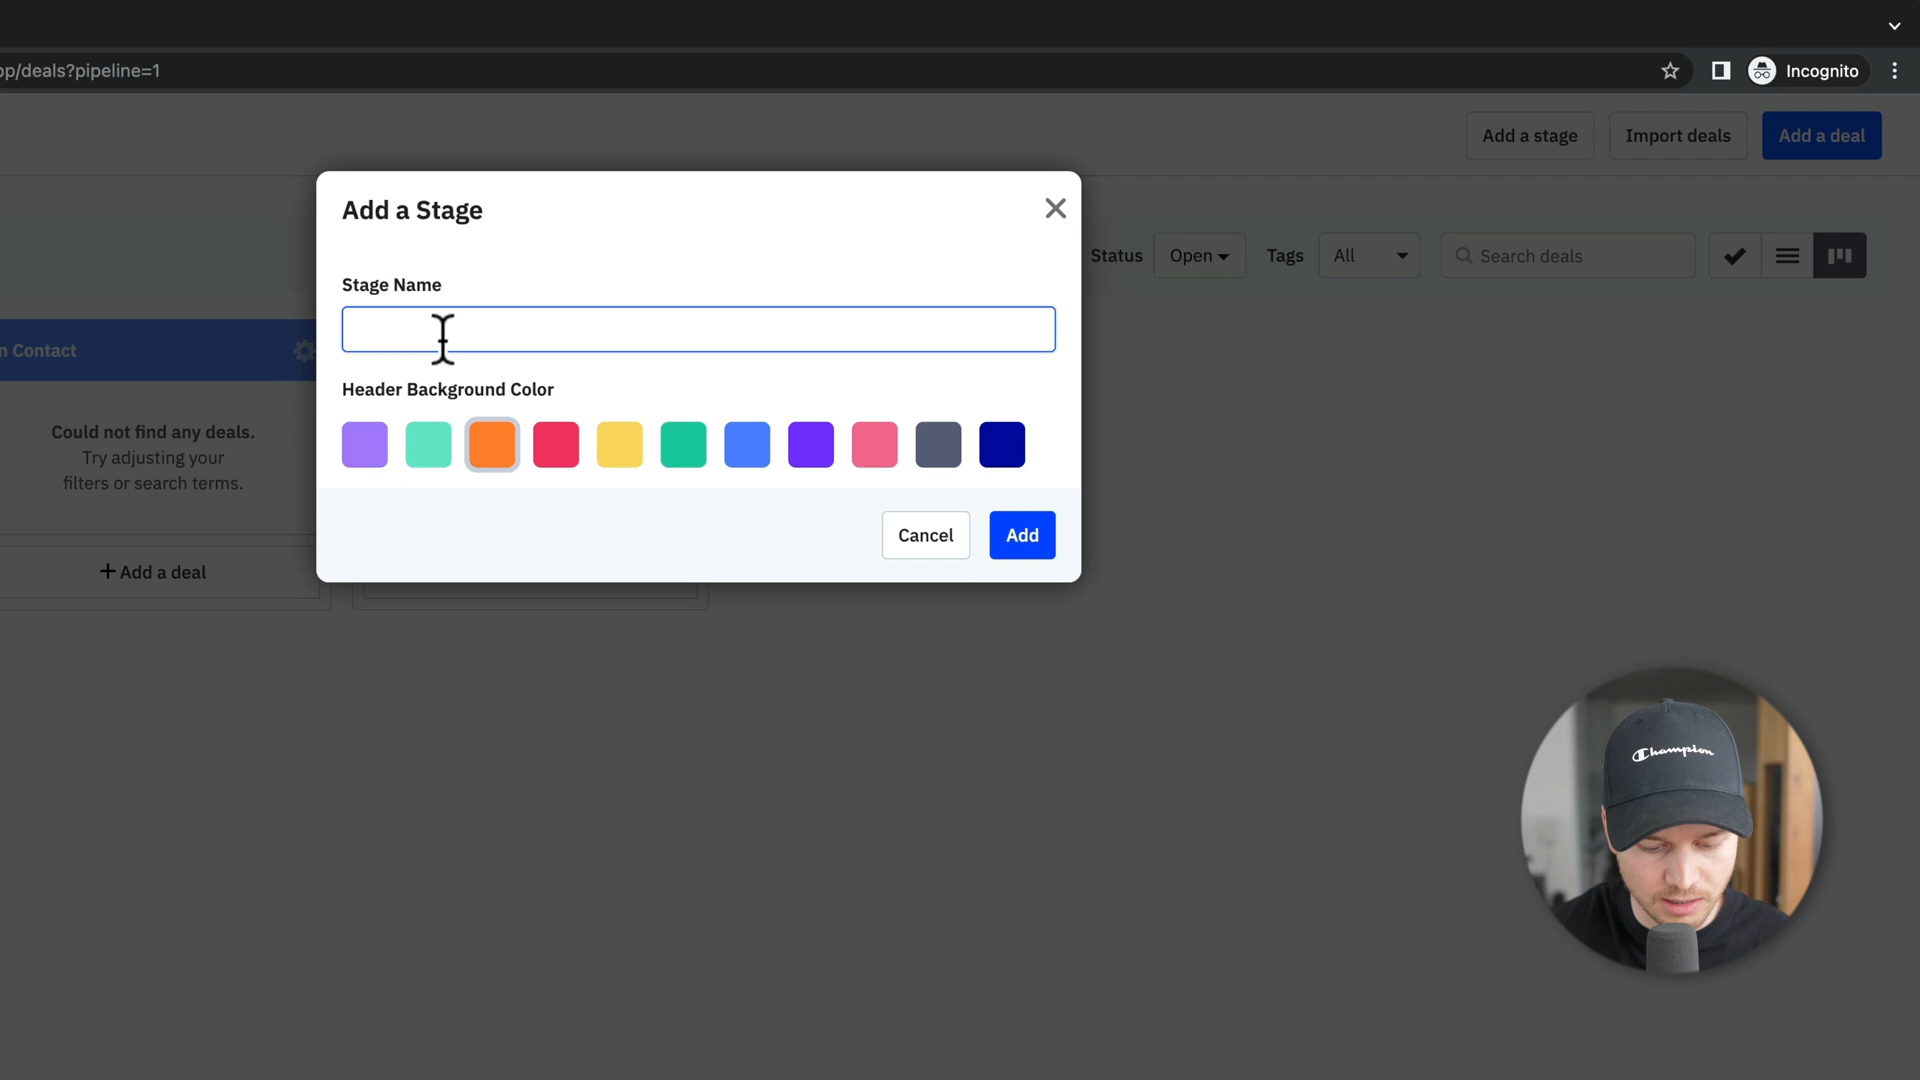 op/deals?pipeline=1
Incognito
Add a stage
Import deals
Add a deal
Add a Stage
Status
Open
Tags
All
Search deals
Stage Name
n Contact
Header Background Color
Could not find any deals.
Try adjusting your
filters or search terms.
Cancel
Add
+ Add a deal
Champion